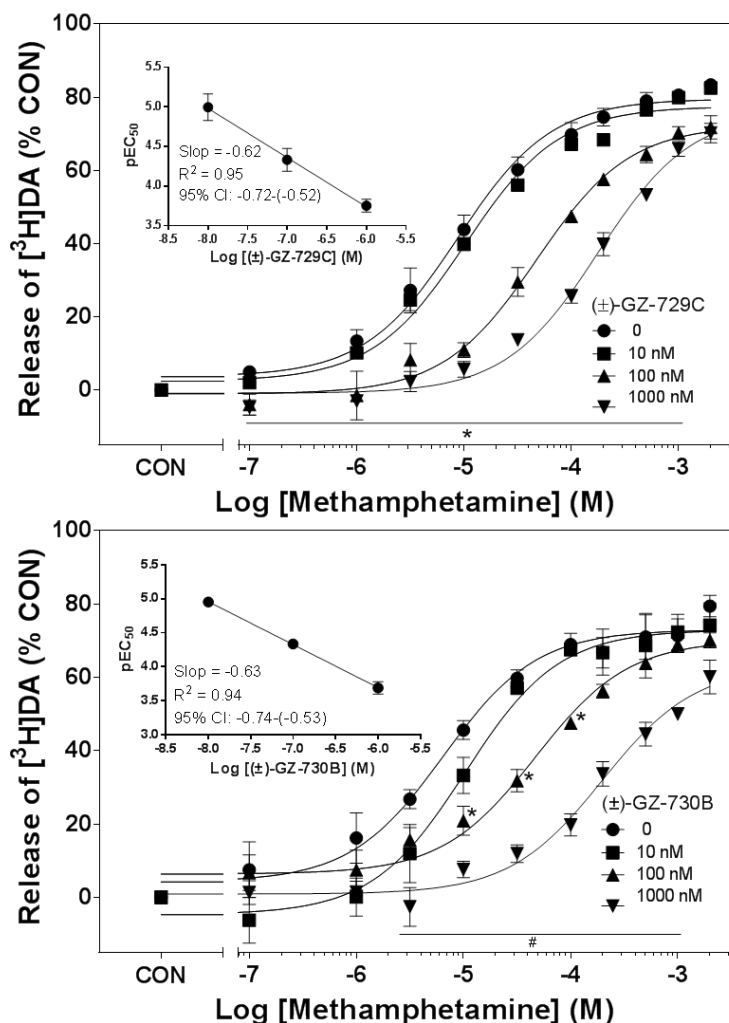 Release of [³H]DA (% CON)
100
80
60
40
20
0
pEC₅₀
5.5
5.0
4.5
4.0
3.5
Slop = -0.62
R² = 0.95
95% CI: -0.72-(-0.52)
-8.5 -8.0 -7.5 -7.0 -6.5 -6.0 -5.5
Log [(±)-GZ-729C] (M)
(±)-GZ-729C
0
10 nM
100 nM
1000 nM
*
CON -7 -6 -5 -4 -3
Log [Methamphetamine] (M)
Release of [³H]DA (% CON)
100
80
60
40
20
0
pEC₅₀
5.5
5.0
4.5
4.0
3.5
3.0
Slop = -0.63
R² = 0.94
95% CI: -0.74-(-0.53)
-8.5 -8.0 -7.5 -7.0 -6.5 -6.0 -5.5
Log [(±)-GZ-730B] (M)
*
*
*
(±)-GZ-730B
0
10 nM
100 nM
1000 nM
#
CON -7 -6 -5 -4 -3
Log [Methamphetamine] (M)